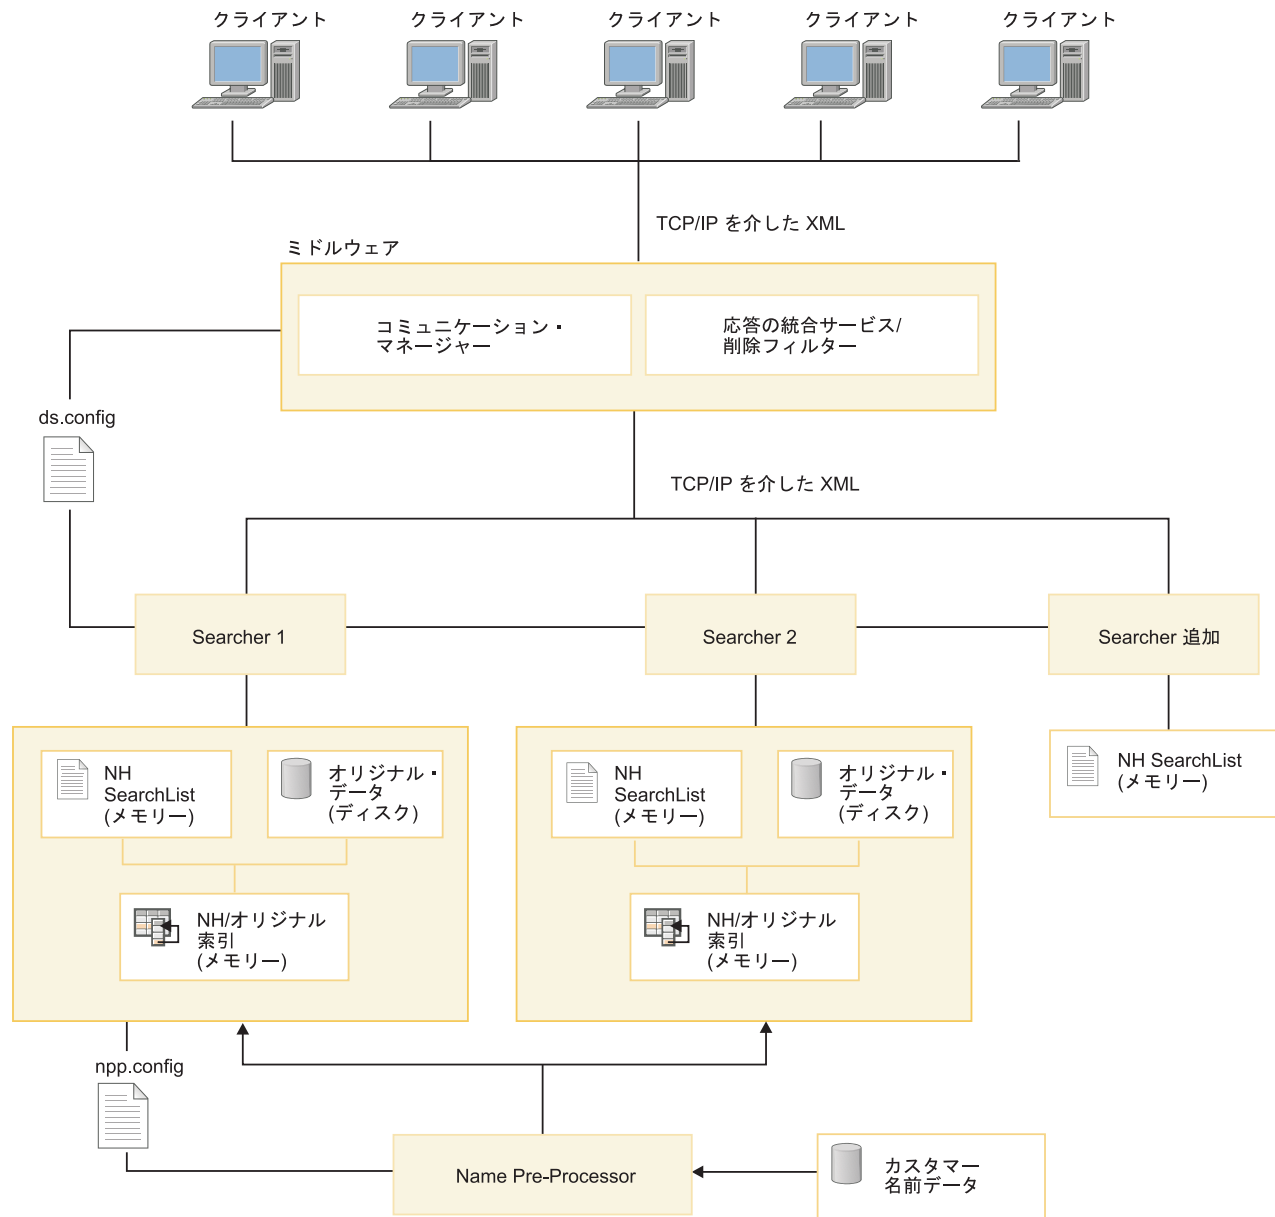 クライアント
クライアント
クライアント
クライアント
クライアント
TCP/IP を介した XML
ミドルウェア
コミュニケーション・
マネージャー
応答の統合サービス/
削除フィルター
ds.config
TCP/IP を介した XML
Searcher 1
Searcher 2
Searcher 追加
NH
SearchList
(メモリー)
オリジナル・
データ
(ディスク)
NH/オリジナル
索引
(メモリー)
NH
SearchList
(メモリー)
オリジナル・
データ
(ディスク)
NH/オリジナル
索引
(メモリー)
NH SearchList
(メモリー)
npp.config
Name Pre-Processor
カスタマー
名前データ